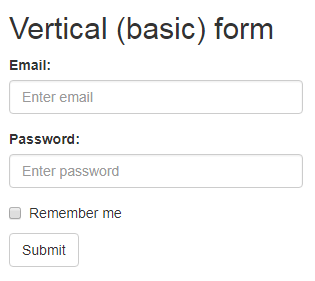 Vertical (basic) form
Email:
Enter email
Password:
Enter password
Remember me
Submit